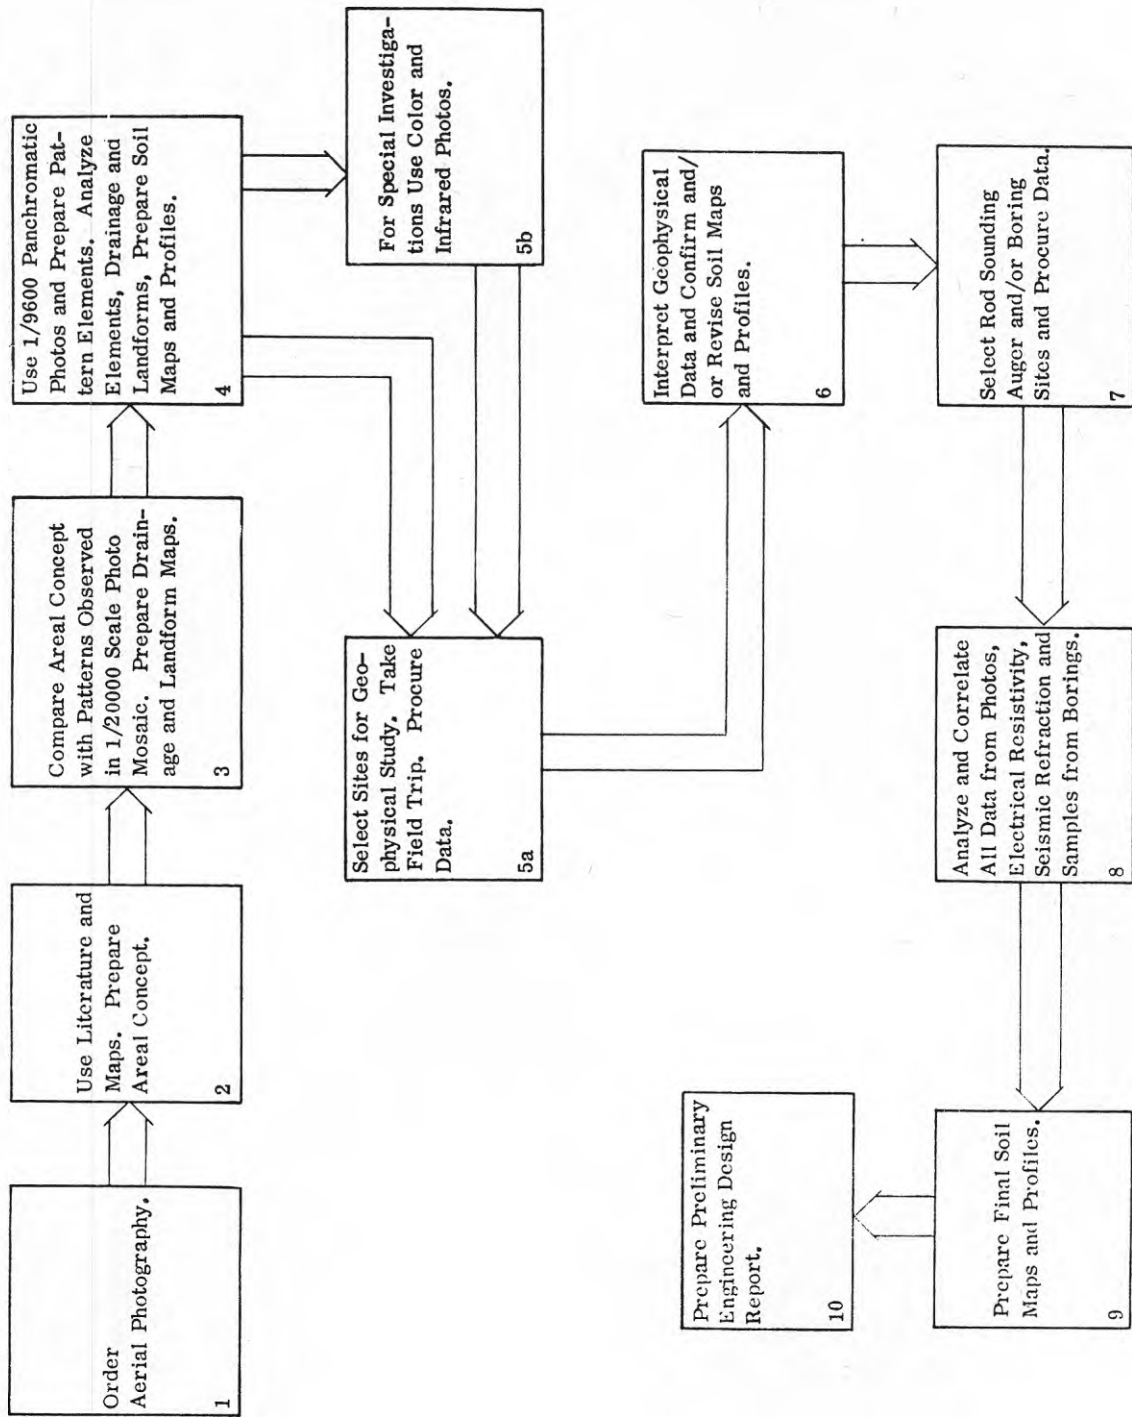 Order
Aerial Photography.
1
Use Literature and
Maps. Prepare
Areal Concept.
2
Compare Areal Concept
with Patterns Observed
in 1/20000 Scale Photo
Mosaic. Prepare Drain-
age and Landform Maps.
3
Use 1/9600 Panchromatic
Photos and Prepare Pat-
tern Elements. Analyze
Elements, Drainage and
Landforms, Prepare Soil
Maps and Profiles.
4
Select Sites for Geo-
physical Study. Take
Field Trip. Procure
Data.
5a
For Special Investiga-
tions Use Color and
Infrared Photos.
5b
Interpret Geophysical
Data and Confirm and/
or Revise Soil Maps
and Profiles.
6
Select Rod Sounding
Auger and/or Boring
Sites and Procure Data.
7
Analyze and Correlate
All Data from Photos,
Electrical Resistivity,
Seismic Refraction and
Samples from Borings.
8
Prepare Final Soil
Maps and Profiles.
9
Prepare Preliminary
Engineering Design
Report.
10